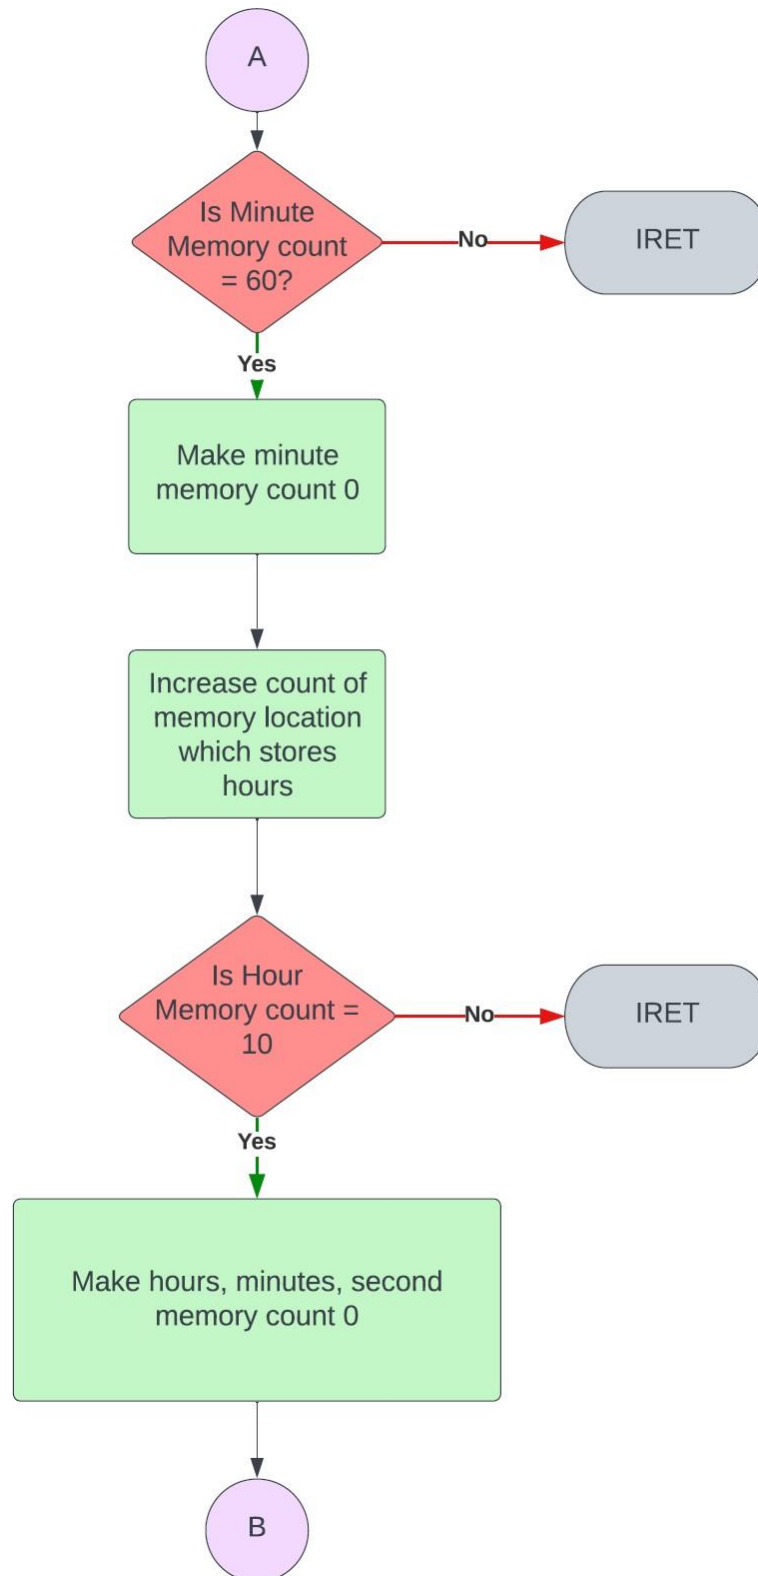 A
Is Minute
Memory count
= 60?
No
IRET
Yes
Make minute
memory count 0
Increase count of
memory location
which stores
hours
Is Hour
Memory count =
10
No
IRET
Yes
Make hours, minutes, second
memory count 0
B